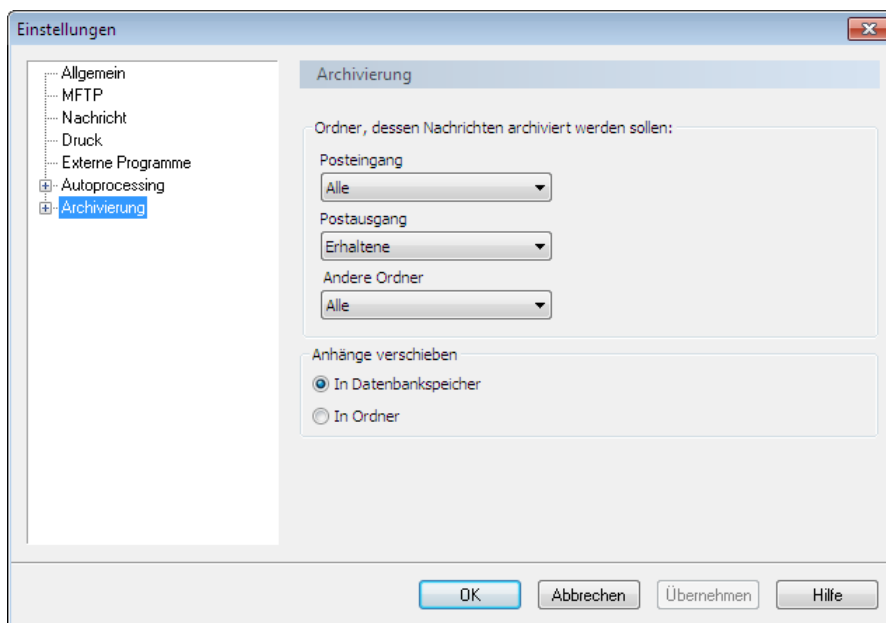 Einstellungen
Allgemein
MFTP
Nachricht
Druck
Externe Programme
Autoprocessing
Archivierung
Archivierung
Ordner, dessen Nachrichten archiviert werden sollen:
Posteingang
Alle
Postausgang
Erhaltene
Andere Ordner
Alle
Anhänge verschieben
In Datenbankspeicher
In Ordner
OK
Abbrechen
Übernehmen
Hilfe